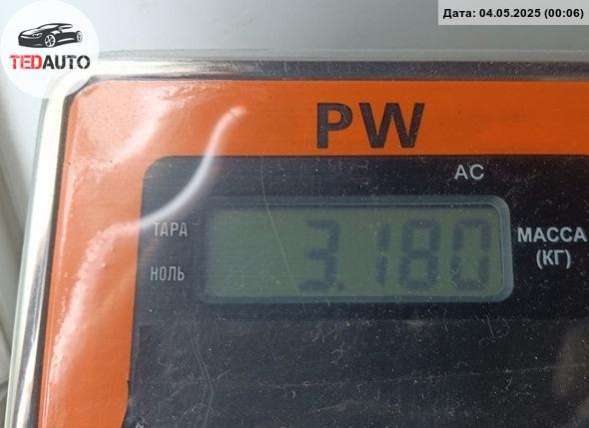 TEDAUTO
Дата: 04.05.2025 (00:06)
PW
AC
ТАРА
НОЛЬ
3.180
МАССА
(КГ)